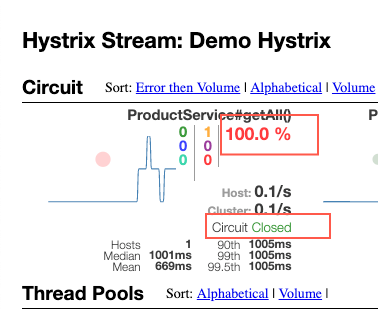 Hystrix Stream: Demo Hystrix
Circuit Sort: Error then Volume | Alphabetical | Volume
ProductService#getAll() P
0 1 100.0 %
0 0
0 0
Host: 0.1/s
Cluster: 0.1/s
Circuit Closed
Hosts 1 90th 1005ms
Median 1001ms 99th 1005ms
Mean 669ms 99.5th 1005ms
Thread Pools Sort: Alphabetical | Volume |